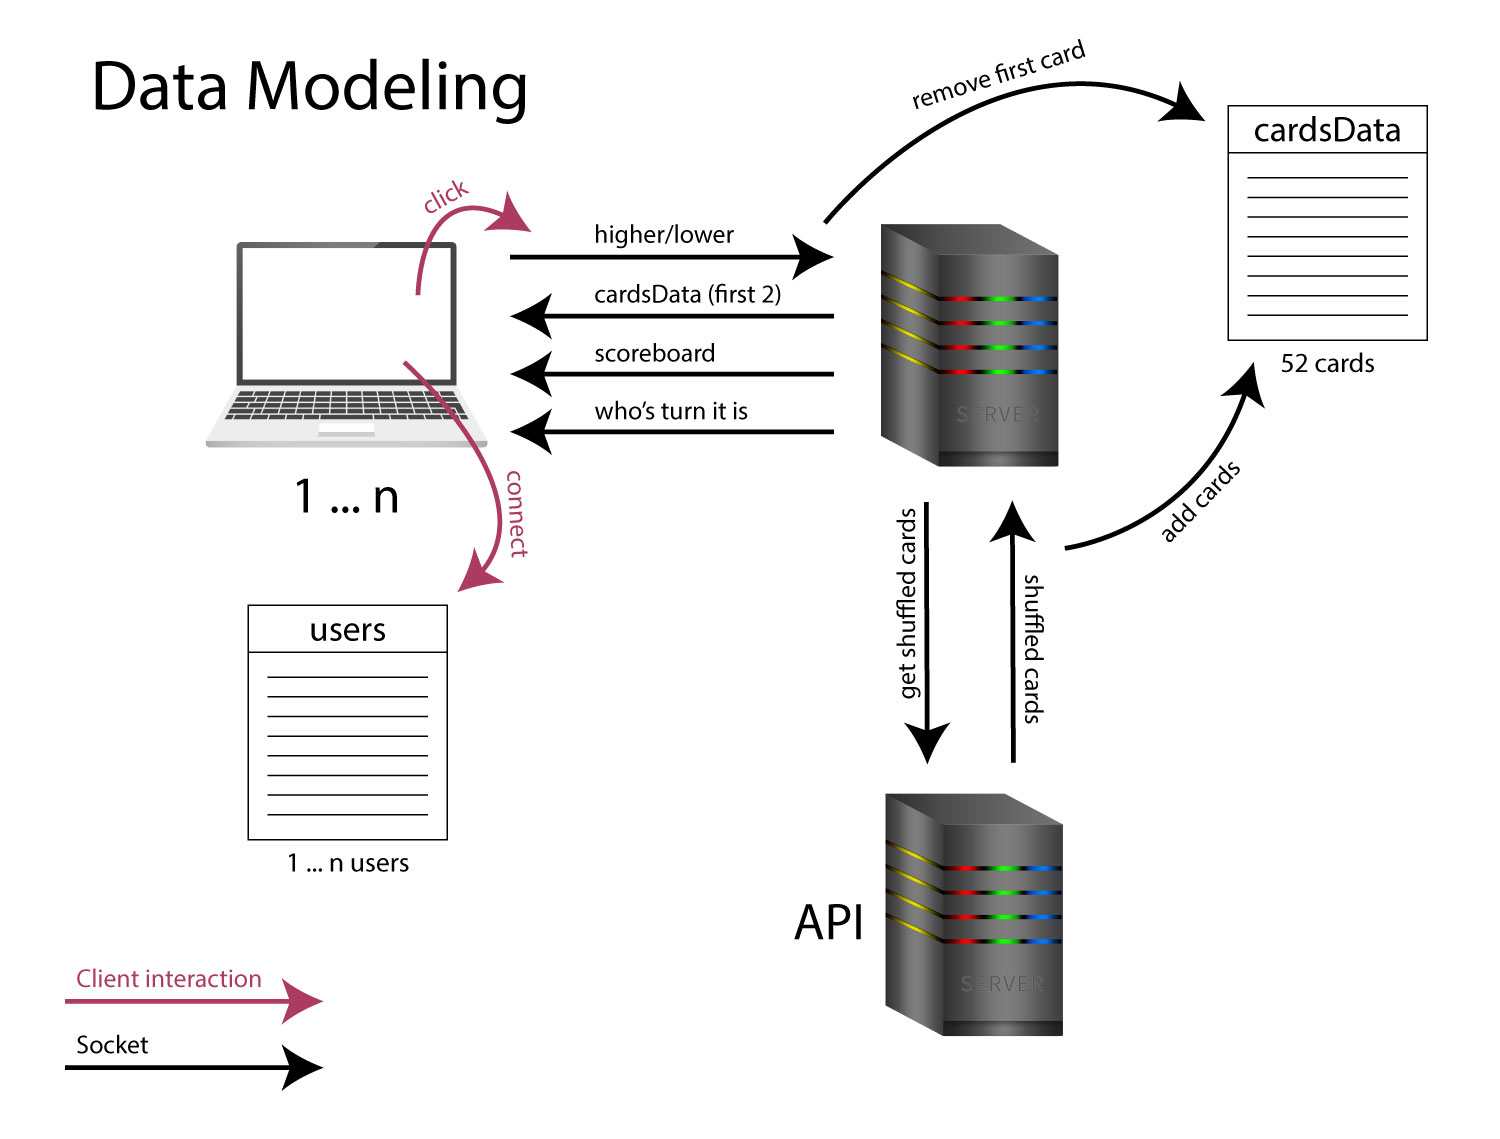 Data Modeling
remove first card
cardsData
52 cards
click
higher/lower
cardsData (first 2)
scoreboard
who's turn it is
SERVER
1 ... n
connect
users
1 ... n users
get shuffled cards
shuffled cards
add cards
API
SERVER
Client interaction
Socket